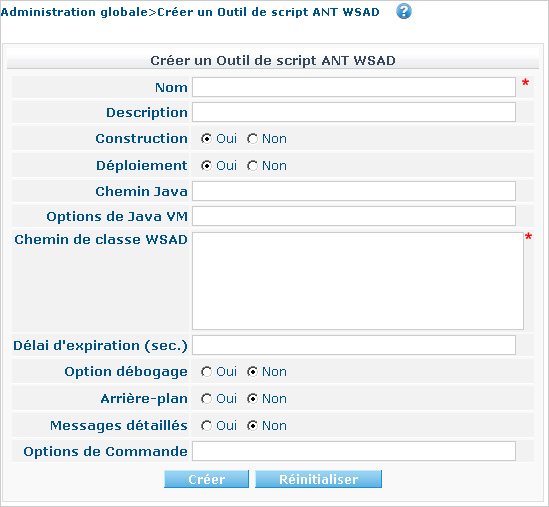 Administration globale>Créer un Outil de script ANT WSAD ?
Créer un Outil de script ANT WSAD
Nom *
Description
Construction Oui Non
Déploiement Oui Non
Chemin Java
Options de Java VM
Chemin de classe WSAD *
Délai d'expiration (sec.)
Option débogage Oui Non
Arrière-plan Oui Non
Messages détaillés Oui Non
Options de Commande
Créer Réinitialiser